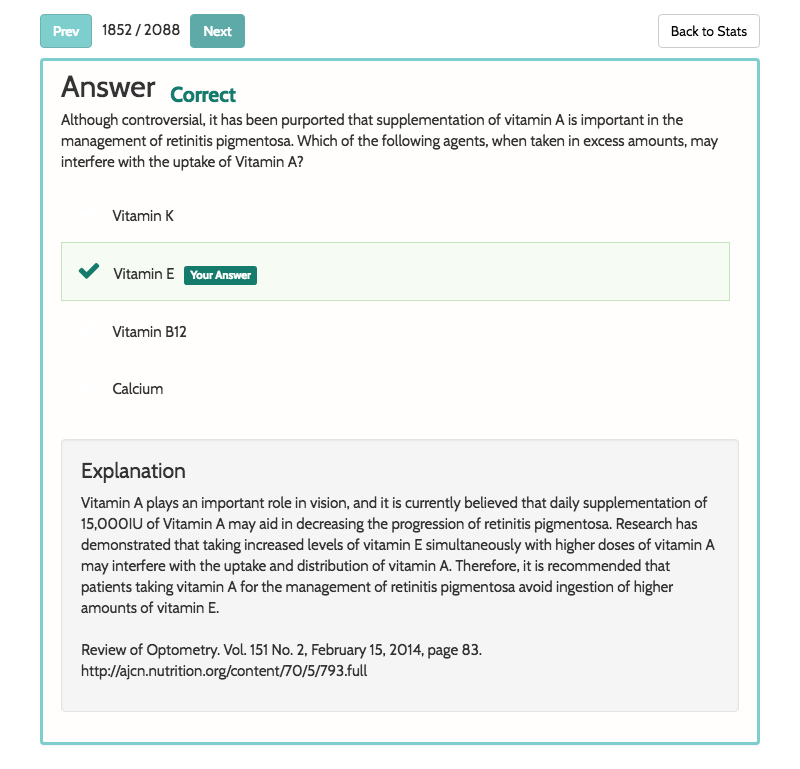 Prev 1852 / 2088 Next Back to Stats
Answer Correct
Although controversial, it has been purported that supplementation of vitamin A is important in the
management of retinitis pigmentosa. Which of the following agents, when taken in excess amounts, may
interfere with the uptake of Vitamin A?
Vitamin K
Vitamin E Your Answer
Vitamin B12
Calcium
Explanation
Vitamin A plays an important role in vision, and it is currently believed that daily supplementation of
15,000IU of Vitamin A may aid in decreasing the progression of retinitis pigmentosa. Research has
demonstrated that taking increased levels of vitamin E simultaneously with higher doses of vitamin A
may interfere with the uptake and distribution of vitamin A. Therefore, it is recommended that
patients taking vitamin A for the management of retinitis pigmentosa avoid ingestion of higher
amounts of vitamin E.
Review of Optometry. Vol. 151 No. 2, February 15, 2014, page 83.
http://ajcn.nutrition.org/content/70/5/793.full